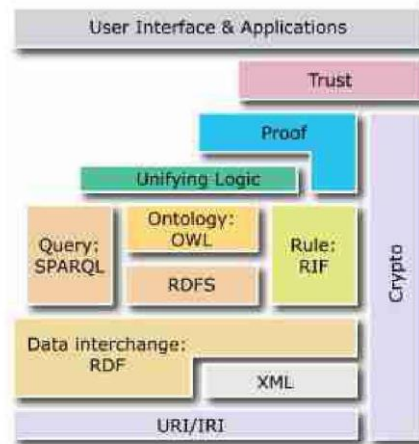 User Interface & Applications
Trust
Proof
Unifying Logic
Ontology:
OWL
Query:
SPARQL
Rule:
RIF
RDFS
Crypto
Data interchange:
RDF
XML
URI/IRI